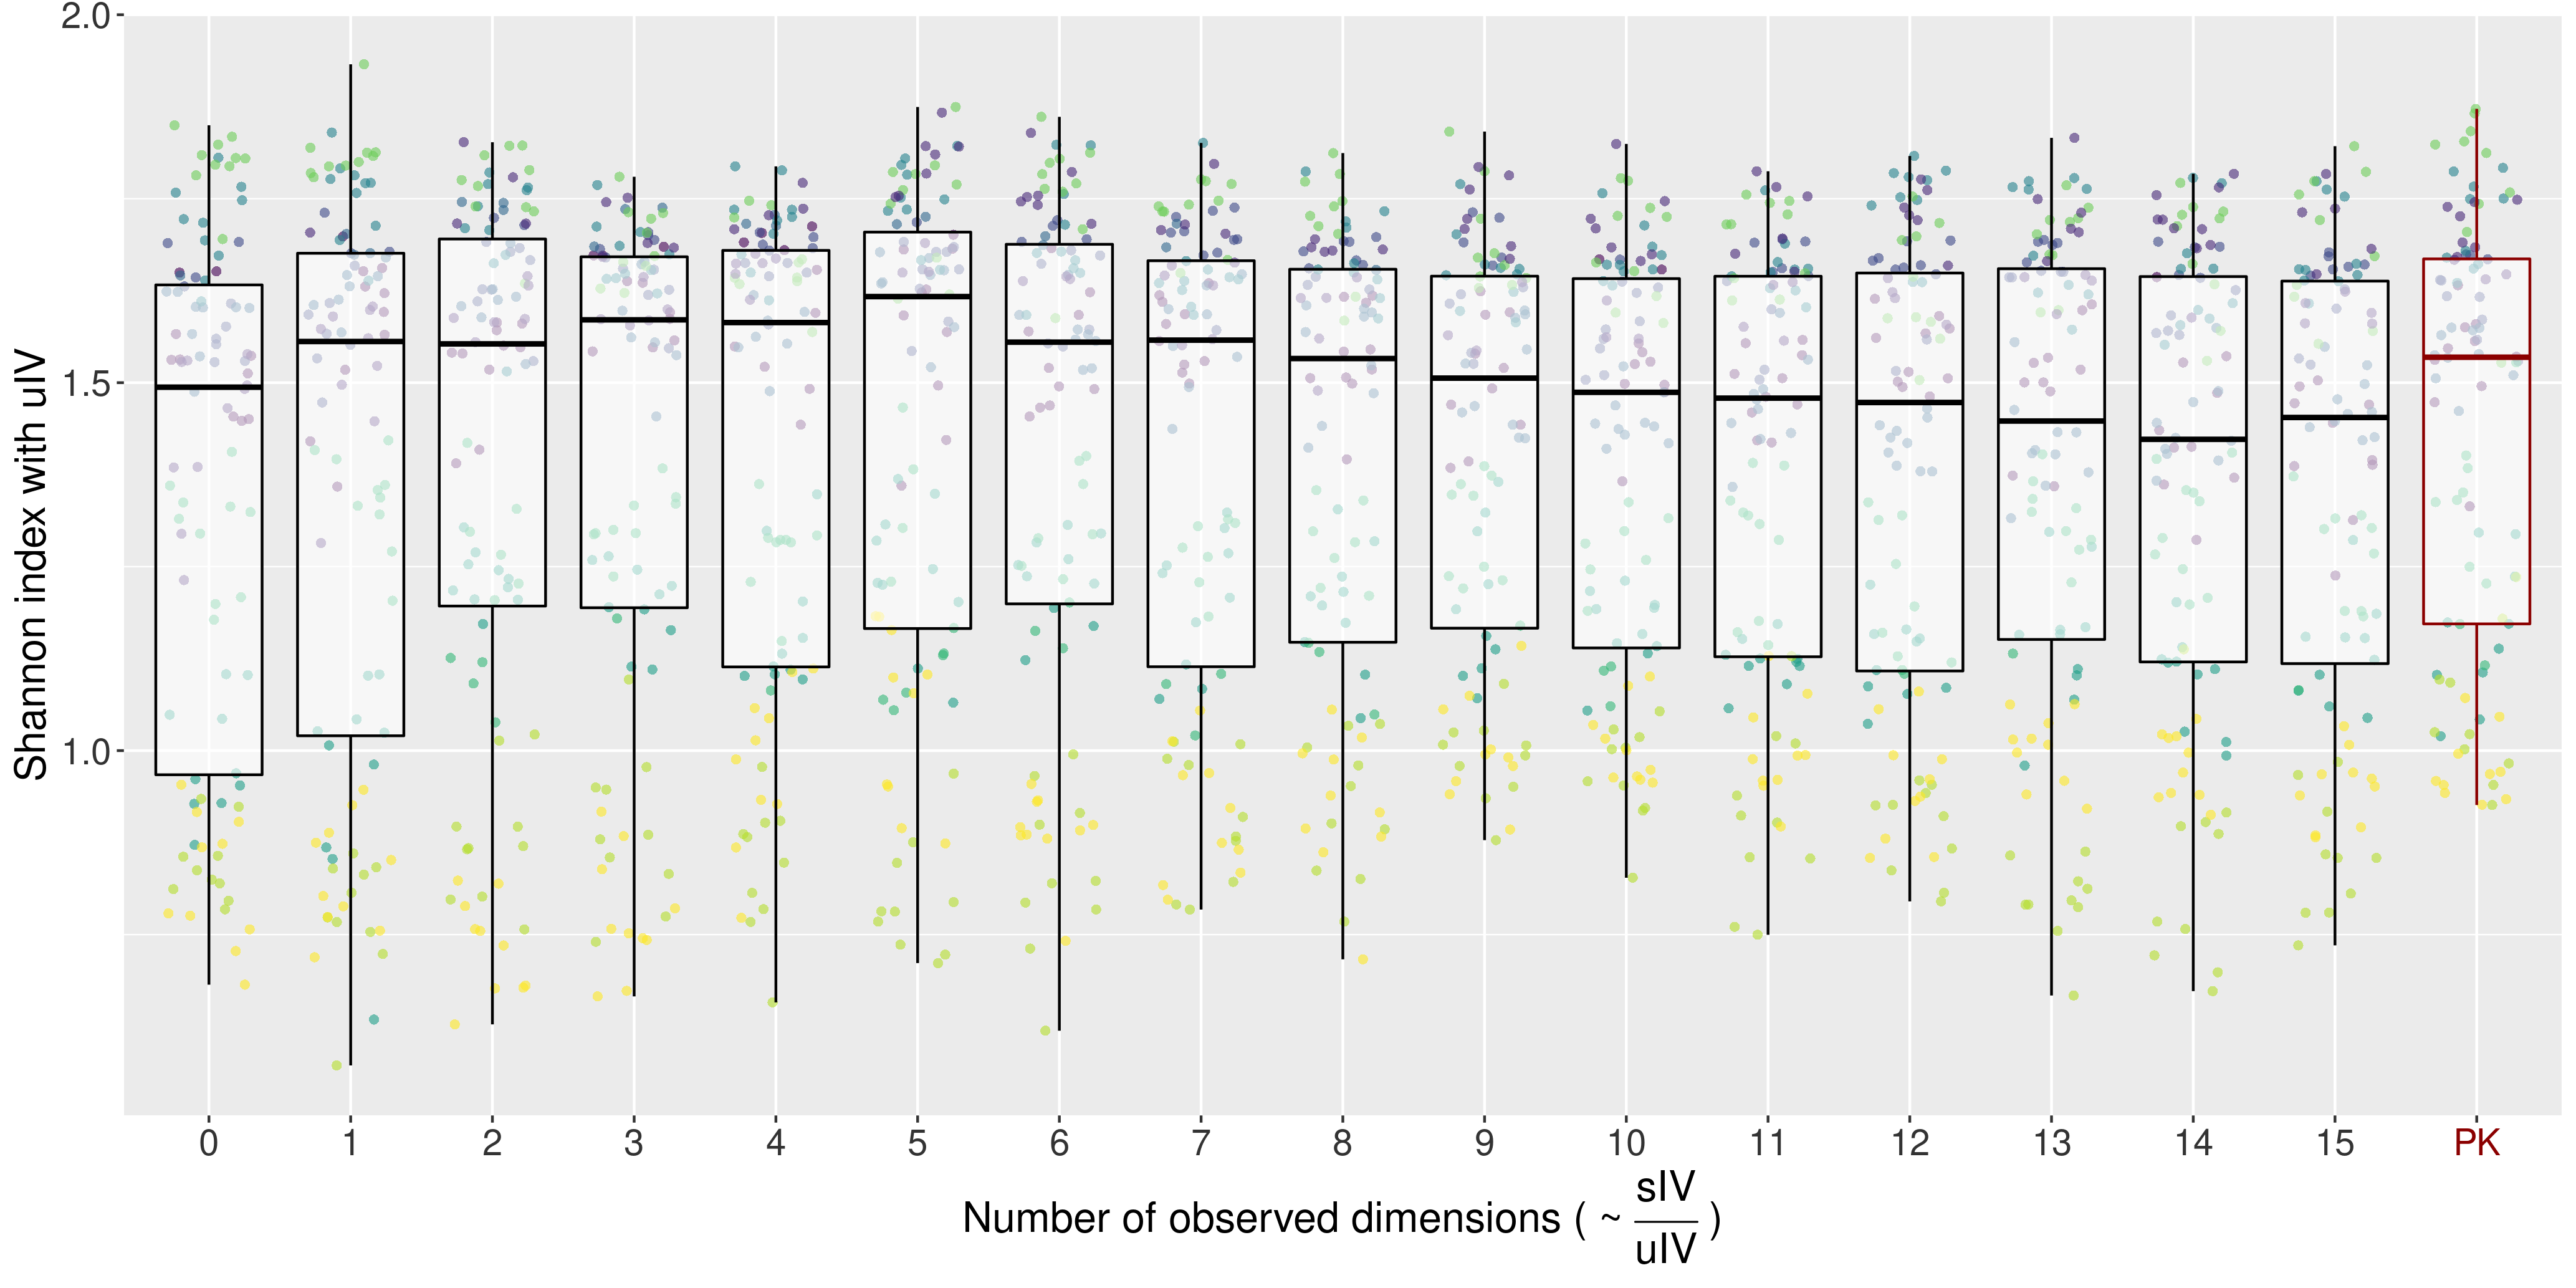 2.0
1.5
1.0
Shannon index with uIV
0 1 2 3 4 5 6 7 8 9 10 11 12 13 14 15 PK
Number of observed dimensions ( ~ sIV / uIV )